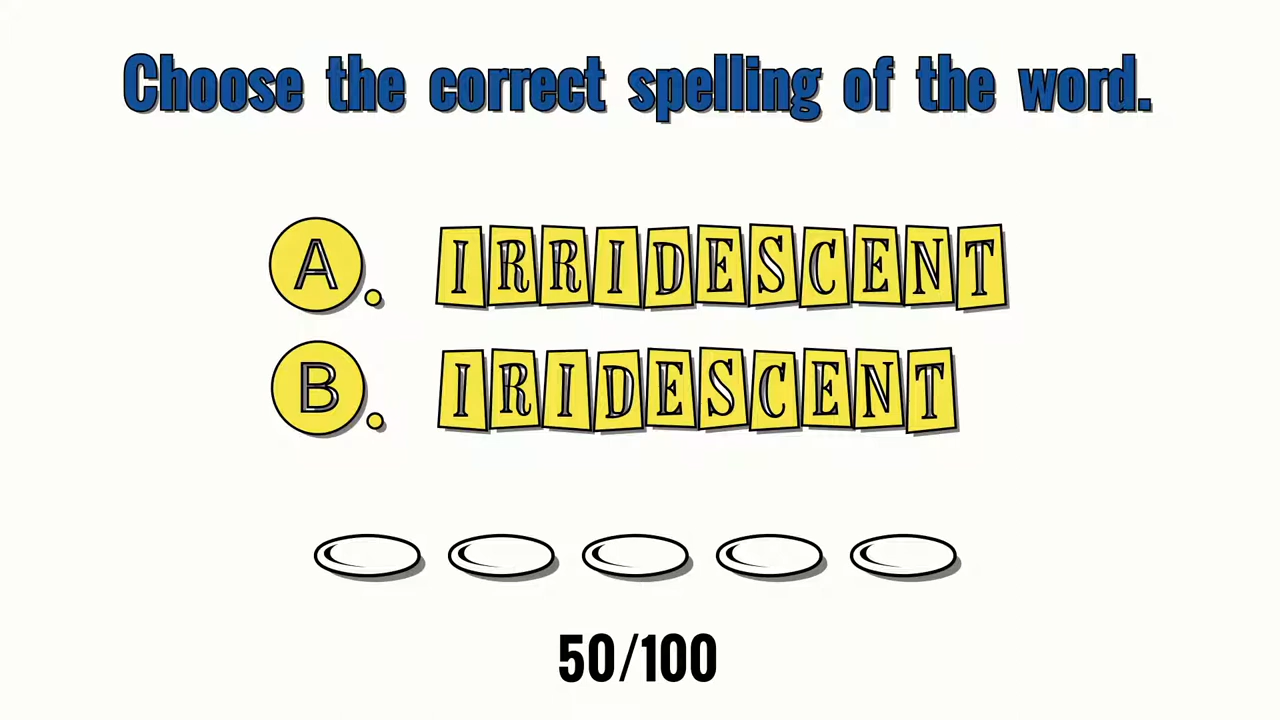 Choose the correct spelling of the word.
A. IRRIDESCENT
B. IRIDESCENT
50/100